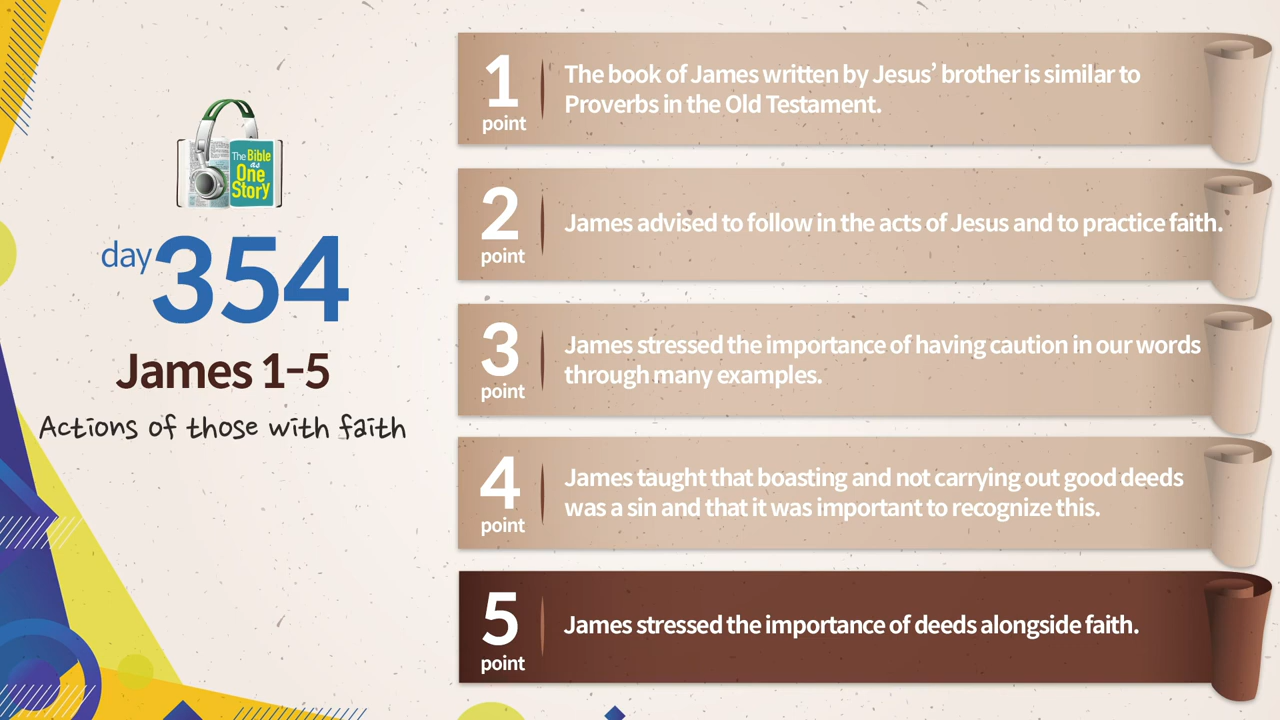 The Bible
as
One
Story
day354
James 1-5
Actions of those with faith
1
point
The book of James written by Jesus’ brother is similar to
Proverbs in the Old Testament.
2
point
James advised to follow in the acts of Jesus and to practice faith.
3
point
James stressed the importance of having caution in our words
through many examples.
4
point
James taught that boasting and not carrying out good deeds
was a sin and that it was important to recognize this.
5
point
James stressed the importance of deeds alongside faith.